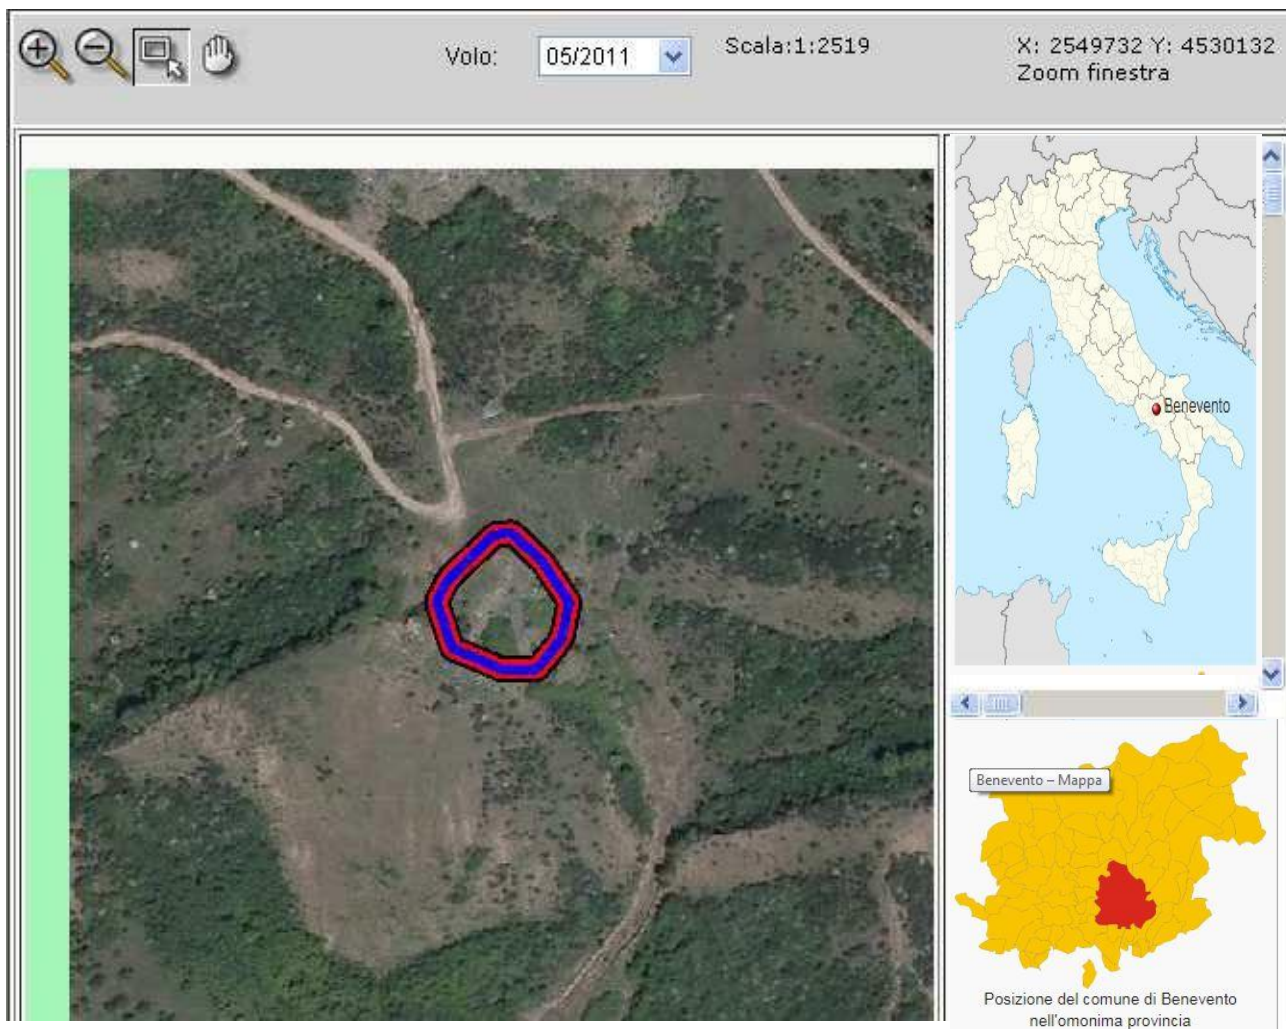 Volo:
05/2011
Scala:1:2519
X: 2549732 Y: 4530132
Zoom finestra
Benevento
Benevento – Mappa
Posizione del comune di Benevento
nell'omonima provincia